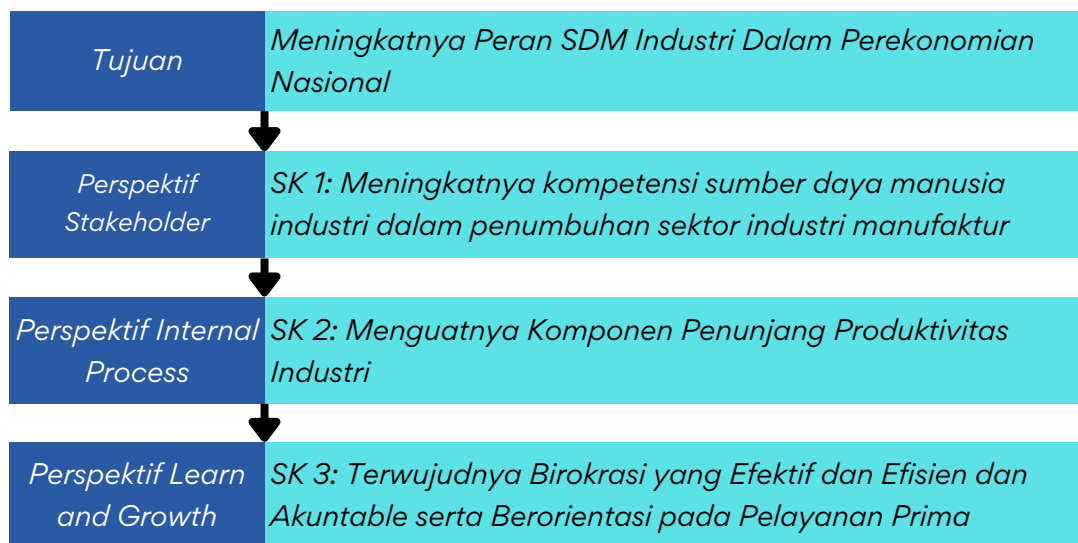 Tujuan
Meningkatnya Peran SDM Industri Dalam Perekonomian
Nasional
Perspektif
Stakeholder
SK 1: Meningkatnya kompetensi sumber daya manusia
industri dalam penumbuhan sektor industri manufaktur
Perspektif Internal
Process
SK 2: Menguatnya Komponen Penunjang Produktivitas
Industri
Perspektif Learn
and Growth
SK 3: Terwujudnya Birokrasi yang Efektif dan Efisien dan
Akuntable serta Berorientasi pada Pelayanan Prima